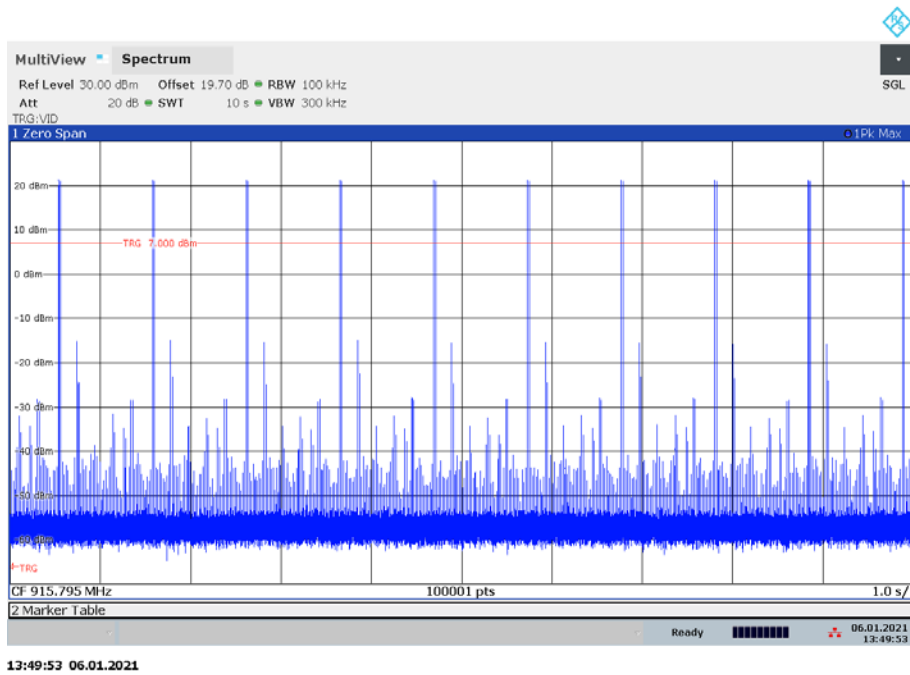 R S
MultiView Spectrum
Ref Level 30.00 dBm Offset 19.70 dB RBW 100 kHz
SGL
Att 20 dB SWT 10 s VBW 300 kHz
TRG:VID
1 Zero Span 1Pk Max
20 dBm
10 dBm
TRG 7.000 dBm
0 dBm
-10 dBm
-20 dBm
-30 dBm
-40 dBm
-50 dBm
-60 dBm
TRG
CF 915.795 MHz 100001 pts 1.0 s/
2 Marker Table
Ready 06.01.2021
13:49:53
13:49:53 06.01.2021